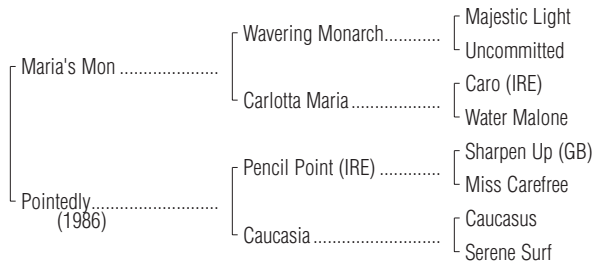 Majestic Light
Wavering Monarch............
Uncommitted
Maria's Mon .....................
Caro (IRE)
Carlotta Maria ...................
Water Malone
Sharpen Up (GB)
Pencil Point (IRE) .............
Miss Carefree
Pointedly...........................
(1986)
Caucasus
Caucasia ...........................
Serene Surf